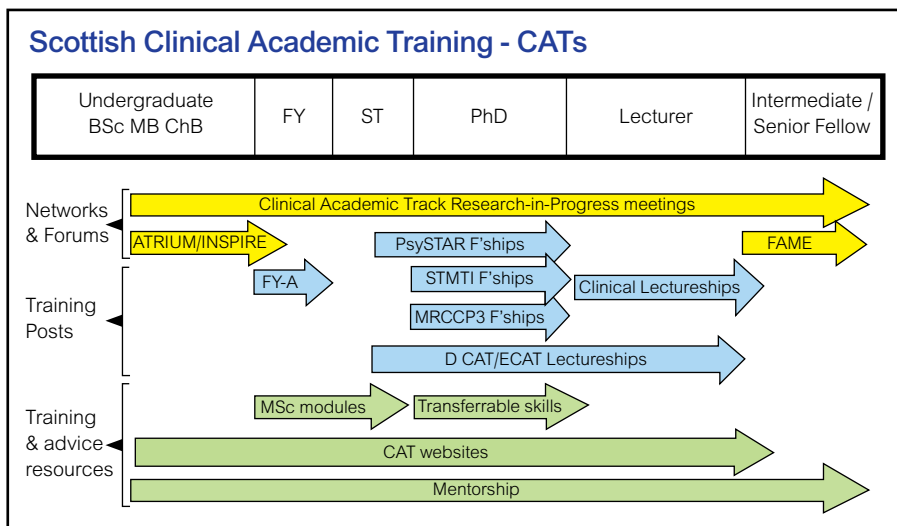 Scottish Clinical Academic Training - CATs
Undergraduate
BSc MB ChB
FY
ST
PhD
Lecturer
Intermediate /
Senior Fellow
Networks
& Forums
Clinical Academic Track Research-in-Progress meetings
ATRIUM/INSPIRE
PsySTAR F'ships
FAME
Training
Posts
FY-A
STMTI F'ships
Clinical Lectureships
MRCCP3 F'ships
D CAT/ECAT Lectureships
Training
& advice
resources
MSc modules
Transferrable skills
CAT websites
Mentorship